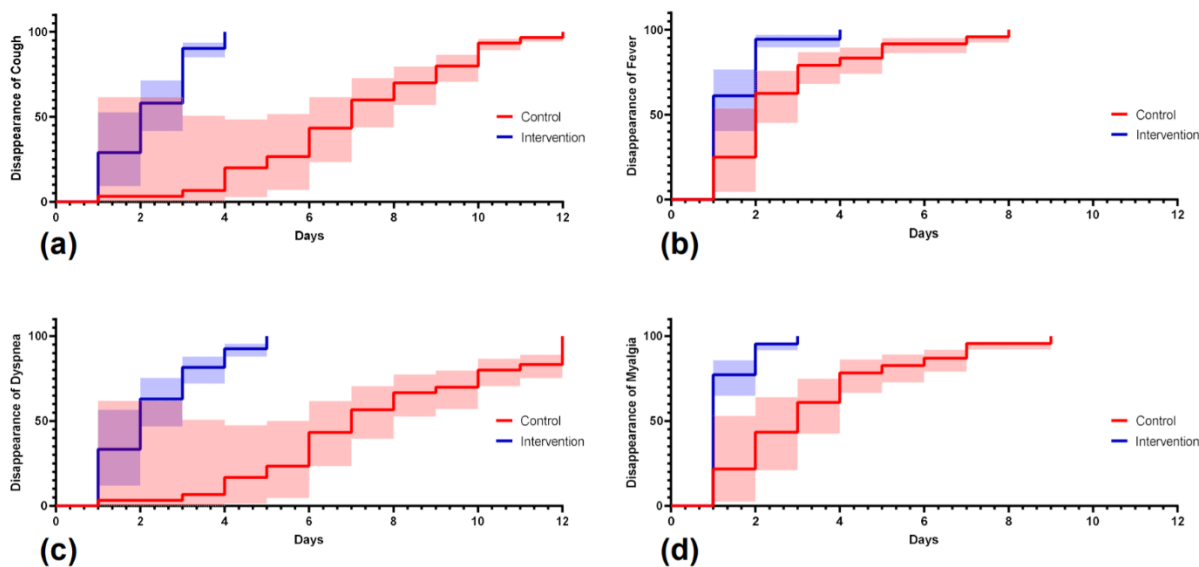 100
50
0
Disappearance of Cough
Control
Intervention
0 2 4 6 8 10 12
Days
(a)
100
50
0
Disappearance of Fever
Control
Intervention
0 2 4 6 8 10 12
Days
(b)
100
50
0
Disappearance of Dyspnea
Control
Intervention
0 2 4 6 8 10 12
Days
(c)
100
50
0
Disappearance of Myalgia
Control
Intervention
0 2 4 6 8 10 12
Days
(d)